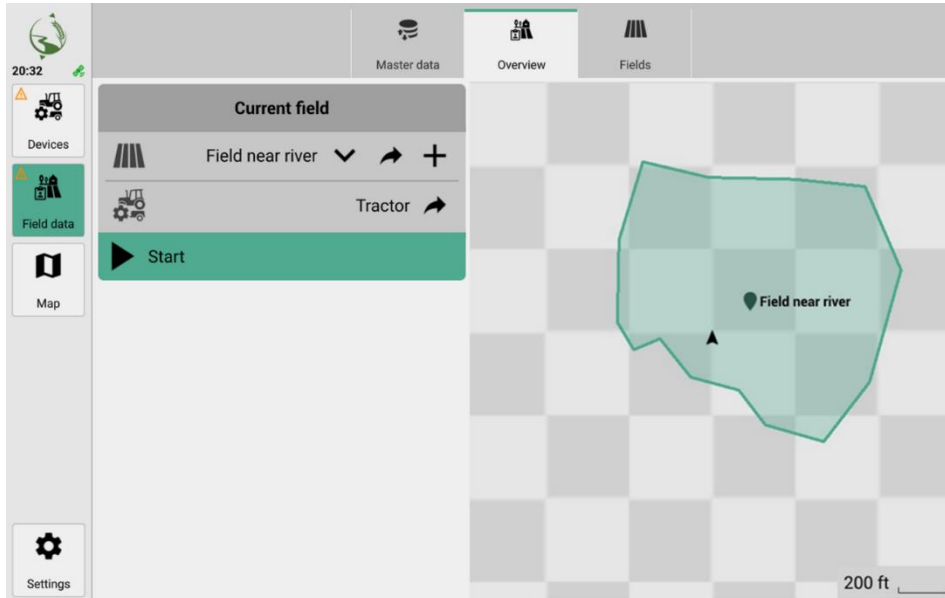 20:32
Devices
Field data
Map
Settings
Master data
Overview
Fields
Current field
Field near river
Tractor
Start
Field near river
200 ft